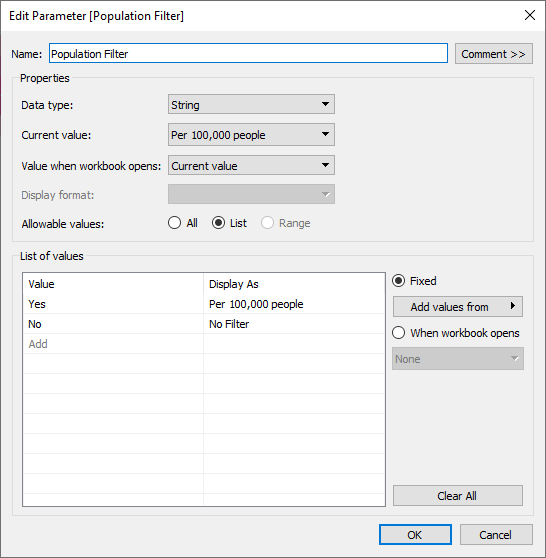 Edit Parameter [Population Filter]
Name: Population Filter Comment >>
Properties
Data type: String
Current value: Per 100,000 people
Value when workbook opens: Current value
Display format:
Allowable values: All List Range
List of values
Value Display As Fixed
Yes Per 100,000 people Add values from
No No Filter When workbook opens
Add None
Clear All
OK Cancel